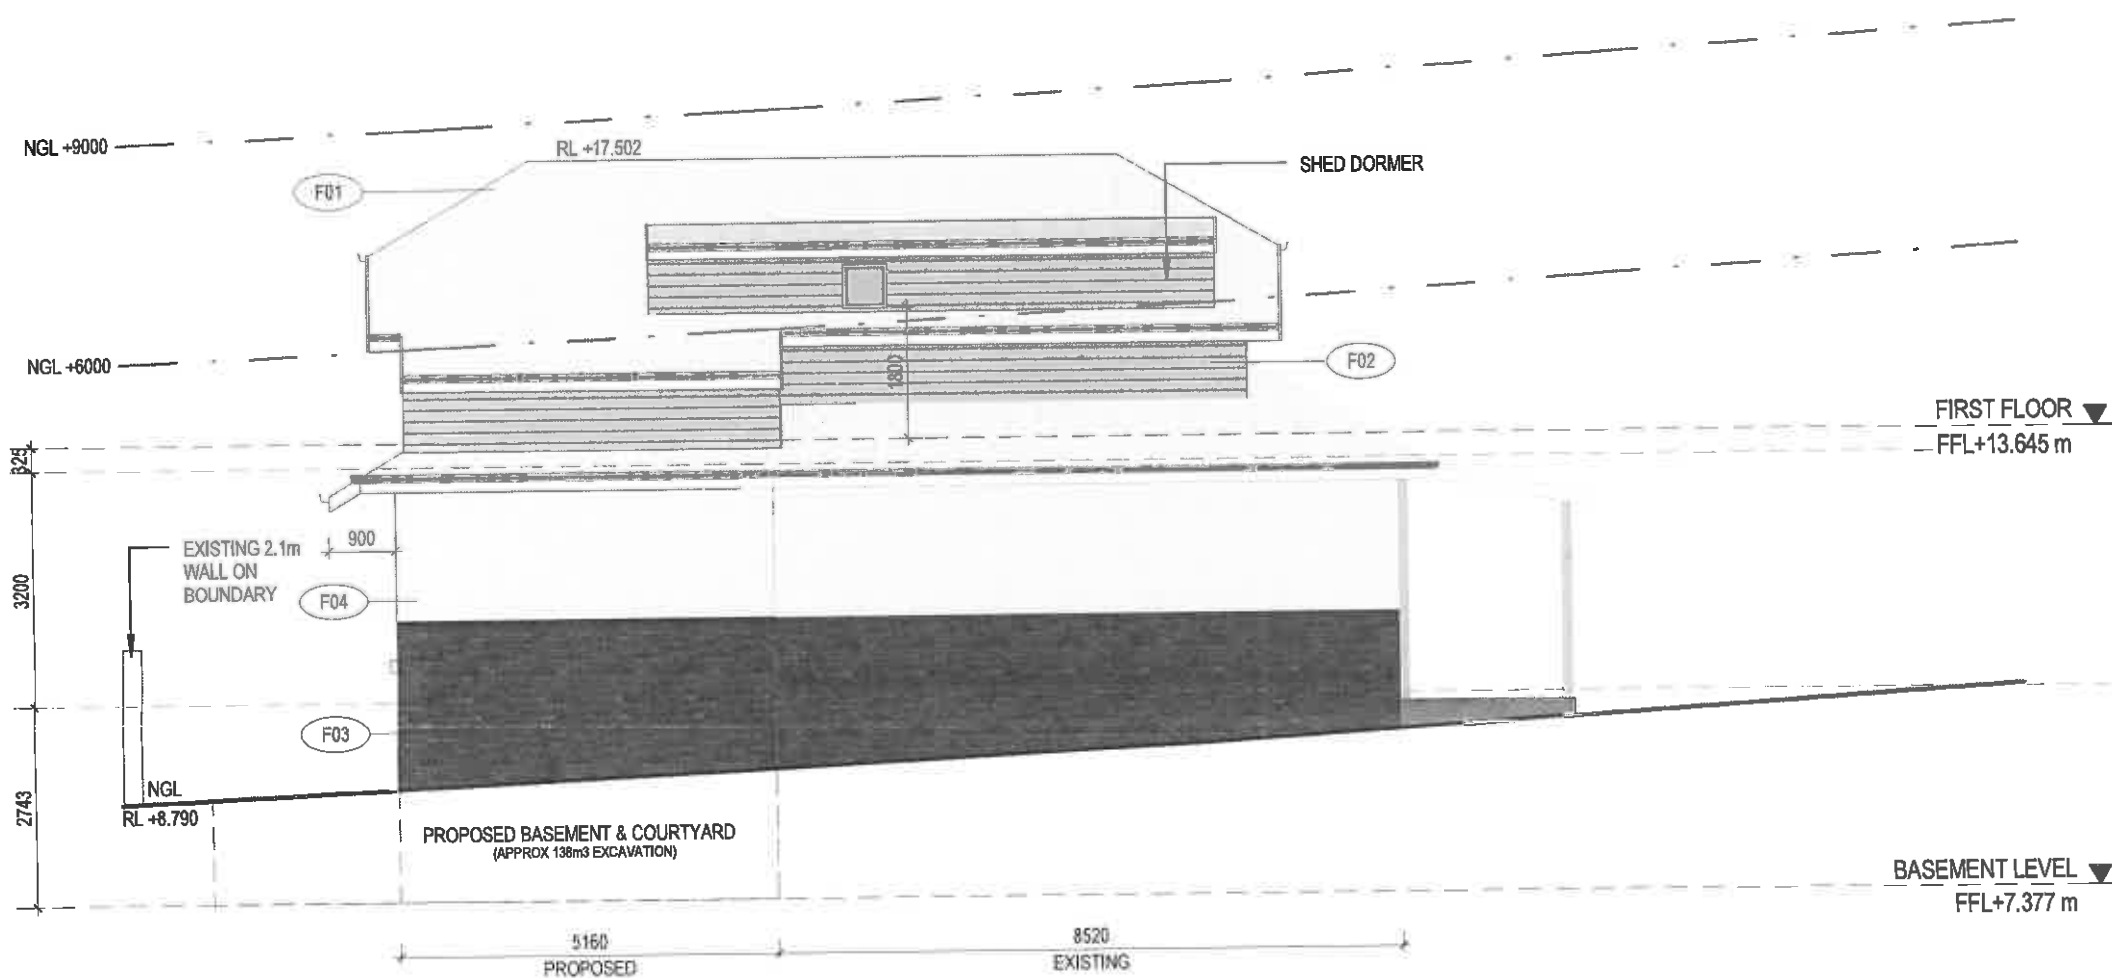 NGL +9000
RL +17.502
SHED DORMER
F01
NGL +6000
F02
1800
FIRST FLOOR
FFL+13.645 m
325
900
EXISTING 2.1m
WALL ON
BOUNDARY
3200
F04
F03
2743
NGL
RL +8.790
PROPOSED BASEMENT & COURTYARD
(APPROX 138m3 EXCAVATION)
BASEMENT LEVEL
FFL+7.377 m
5160
PROPOSED
8520
EXISTING